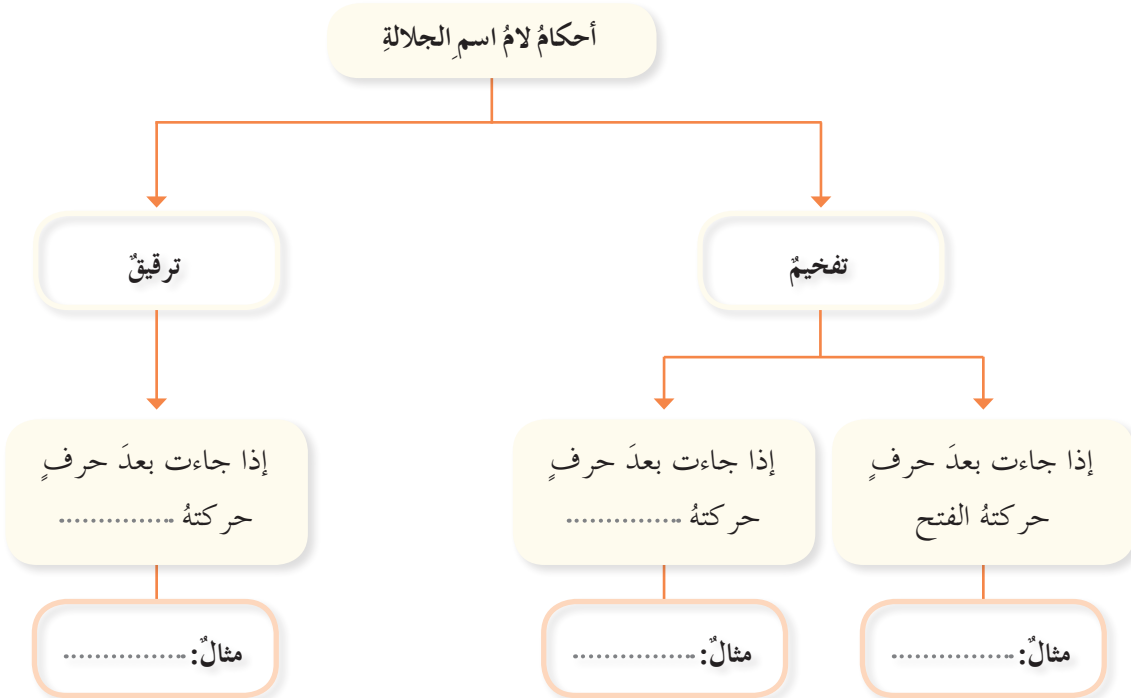 أحكامُ لامُ اسمِ الجلالةِ
تفخيمٌ
ترقيقٌ
إذا جاءت بعدَ حرفٍ
حركتهُ الفتح
إذا جاءت بعدَ حرفٍ
حركتهُ ...............
إذا جاءت بعدَ حرفٍ
حركتهُ ...............
مثالٌ: ................
مثالٌ: ................
مثالٌ: ................